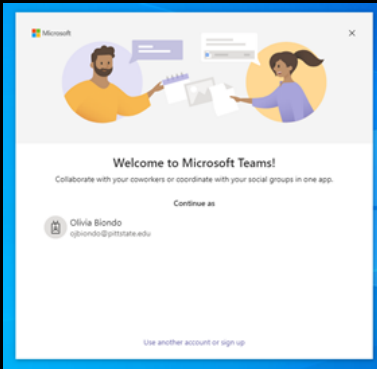 Microsoft
Welcome to Microsoft Teams!
Collaborate with your coworkers or coordinate with your social groups in one app.
Continue as
Olivia Biondo
ojbiondo@pittstate.edu
Use another account or sign up